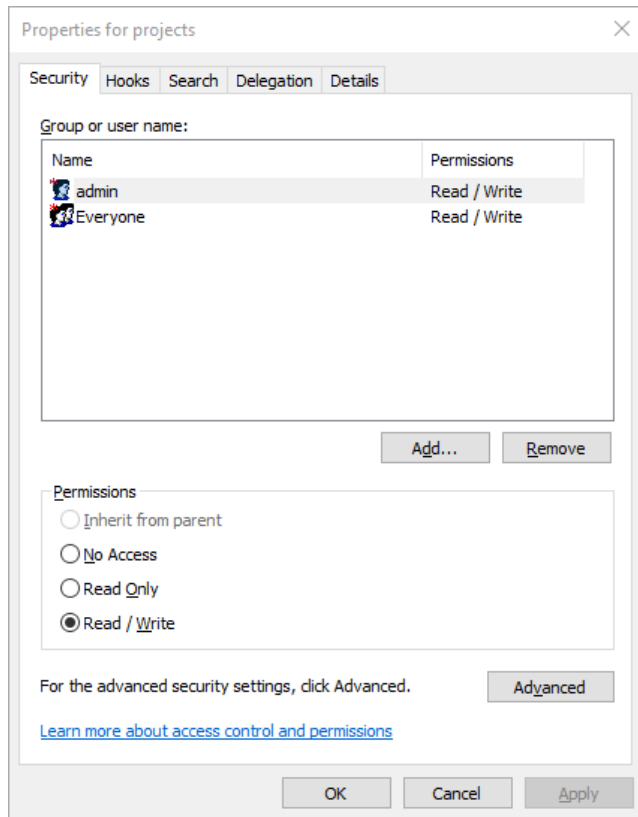 Properties for projects
Security Hooks Search Delegation Details
Group or user name:
Name Permissions
admin Read / Write
Everyone Read / Write
Add... Remove
Permissions
Inherit from parent
No Access
Read Only
Read / Write
For the advanced security settings, click Advanced. Advanced
Learn more about access control and permissions
OK Cancel Apply